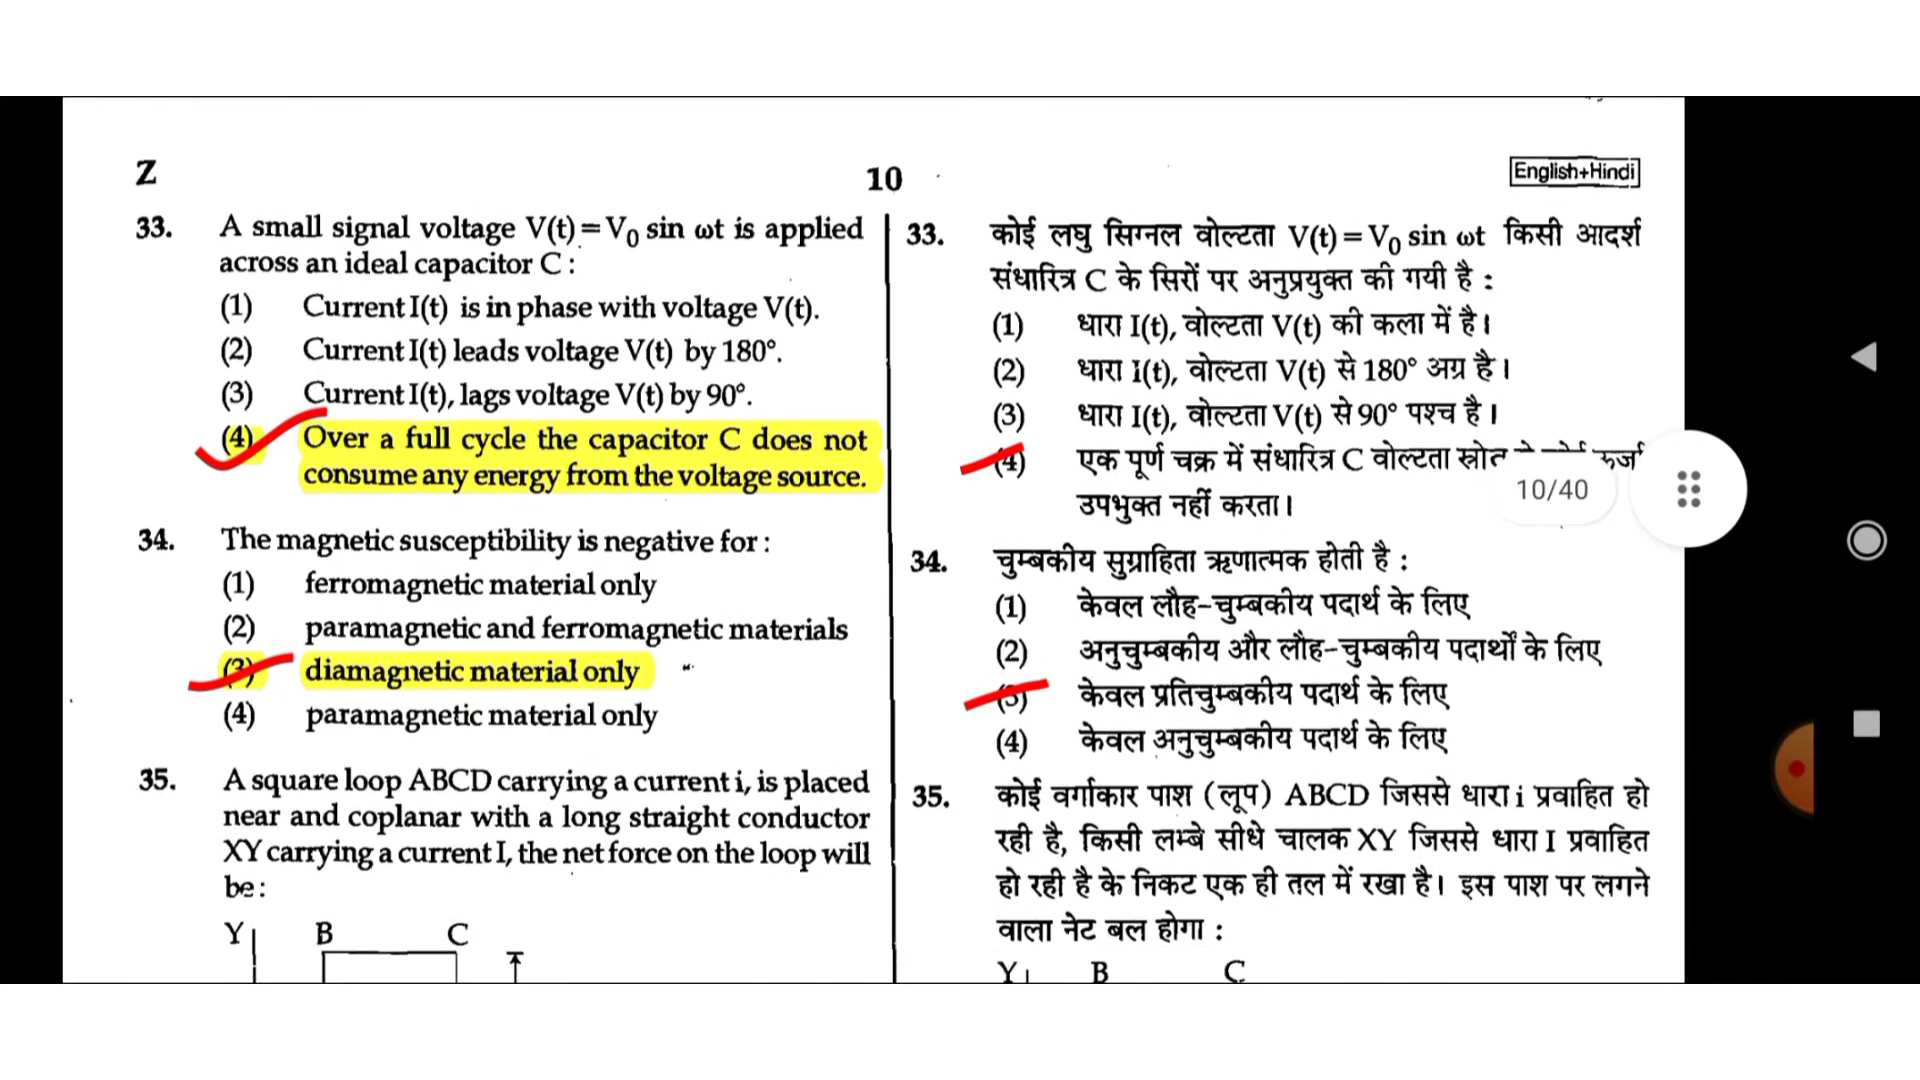 Z
10
English+Hindi
33. A small signal voltage V(t)=V₀ sin ωt is applied
across an ideal capacitor C :
(1) Current I(t) is in phase with voltage V(t).
(2) Current I(t) leads voltage V(t) by 180°.
(3) Current I(t), lags voltage V(t) by 90°.
(4) Over a full cycle the capacitor C does not
consume any energy from the voltage source.
34. The magnetic susceptibility is negative for :
(1) ferromagnetic material only
(2) paramagnetic and ferromagnetic materials
(3) diamagnetic material only
(4) paramagnetic material only
35. A square loop ABCD carrying a current i, is placed
near and coplanar with a long straight conductor
XY carrying a current I, the net force on the loop will
be :
Y B C
33. कोई लघु सिग्नल वोल्टता V(t)=V₀ sin ωt किसी आदर्श
संधारित्र C के सिरों पर अनुप्रयुक्त की गयी है :
(1) धारा I(t), वोल्टता V(t) की कला में है।
(2) धारा I(t), वोल्टता V(t) से 180° अग्र है।
(3) धारा I(t), वोल्टता V(t) से 90° पश्च है।
(4) एक पूर्ण चक्र में संधारित्र C वोल्टता स्रोत ऊर्जा
उपभुक्त नहीं करता।
10/40
34. चुम्बकीय सुग्राहिता ऋणात्मक होती है :
(1) केवल लौह-चुम्बकीय पदार्थ के लिए
(2) अनुचुम्बकीय और लौह-चुम्बकीय पदार्थों के लिए
(3) केवल प्रतिचुम्बकीय पदार्थ के लिए
(4) केवल अनुचुम्बकीय पदार्थ के लिए
35. कोई वर्गाकार पाश (लूप) ABCD जिससे धारा i प्रवाहित हो
रही है, किसी लम्बे सीधे चालक XY जिससे धारा I प्रवाहित
हो रही है के निकट एक ही तल में रखा है। इस पाश पर लगने
वाला नेट बल होगा :
Y B C